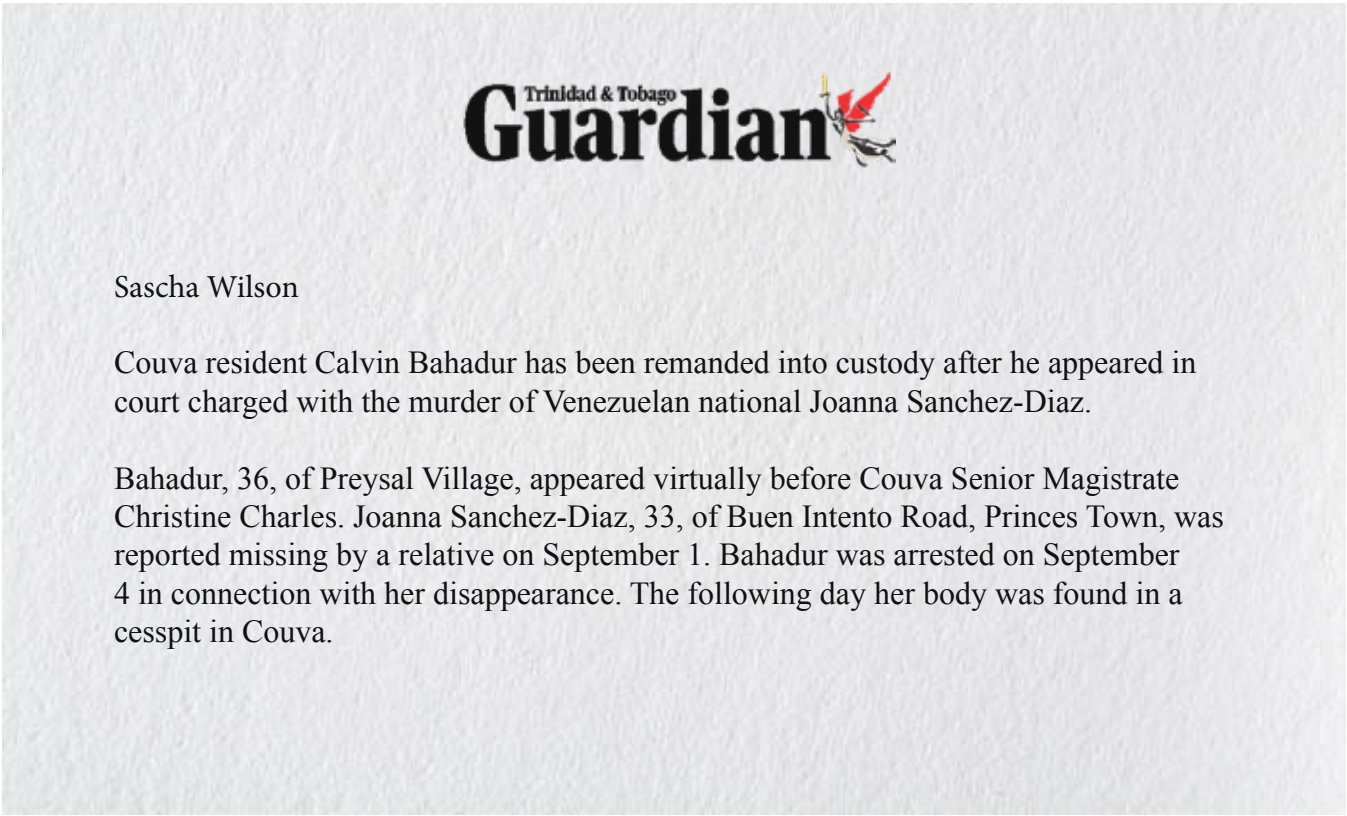 Trinidad & Tobago
Guardian
Sascha Wilson
Couva resident Calvin Bahadur has been remanded into custody after he appeared in
court charged with the murder of Venezuelan national Joanna Sanchez-Diaz.
Bahadur, 36, of Preysal Village, appeared virtually before Couva Senior Magistrate
Christine Charles. Joanna Sanchez-Diaz, 33, of Buen Intento Road, Princes Town, was
reported missing by a relative on September 1. Bahadur was arrested on September
4 in connection with her disappearance. The following day her body was found in a
cesspit in Couva.